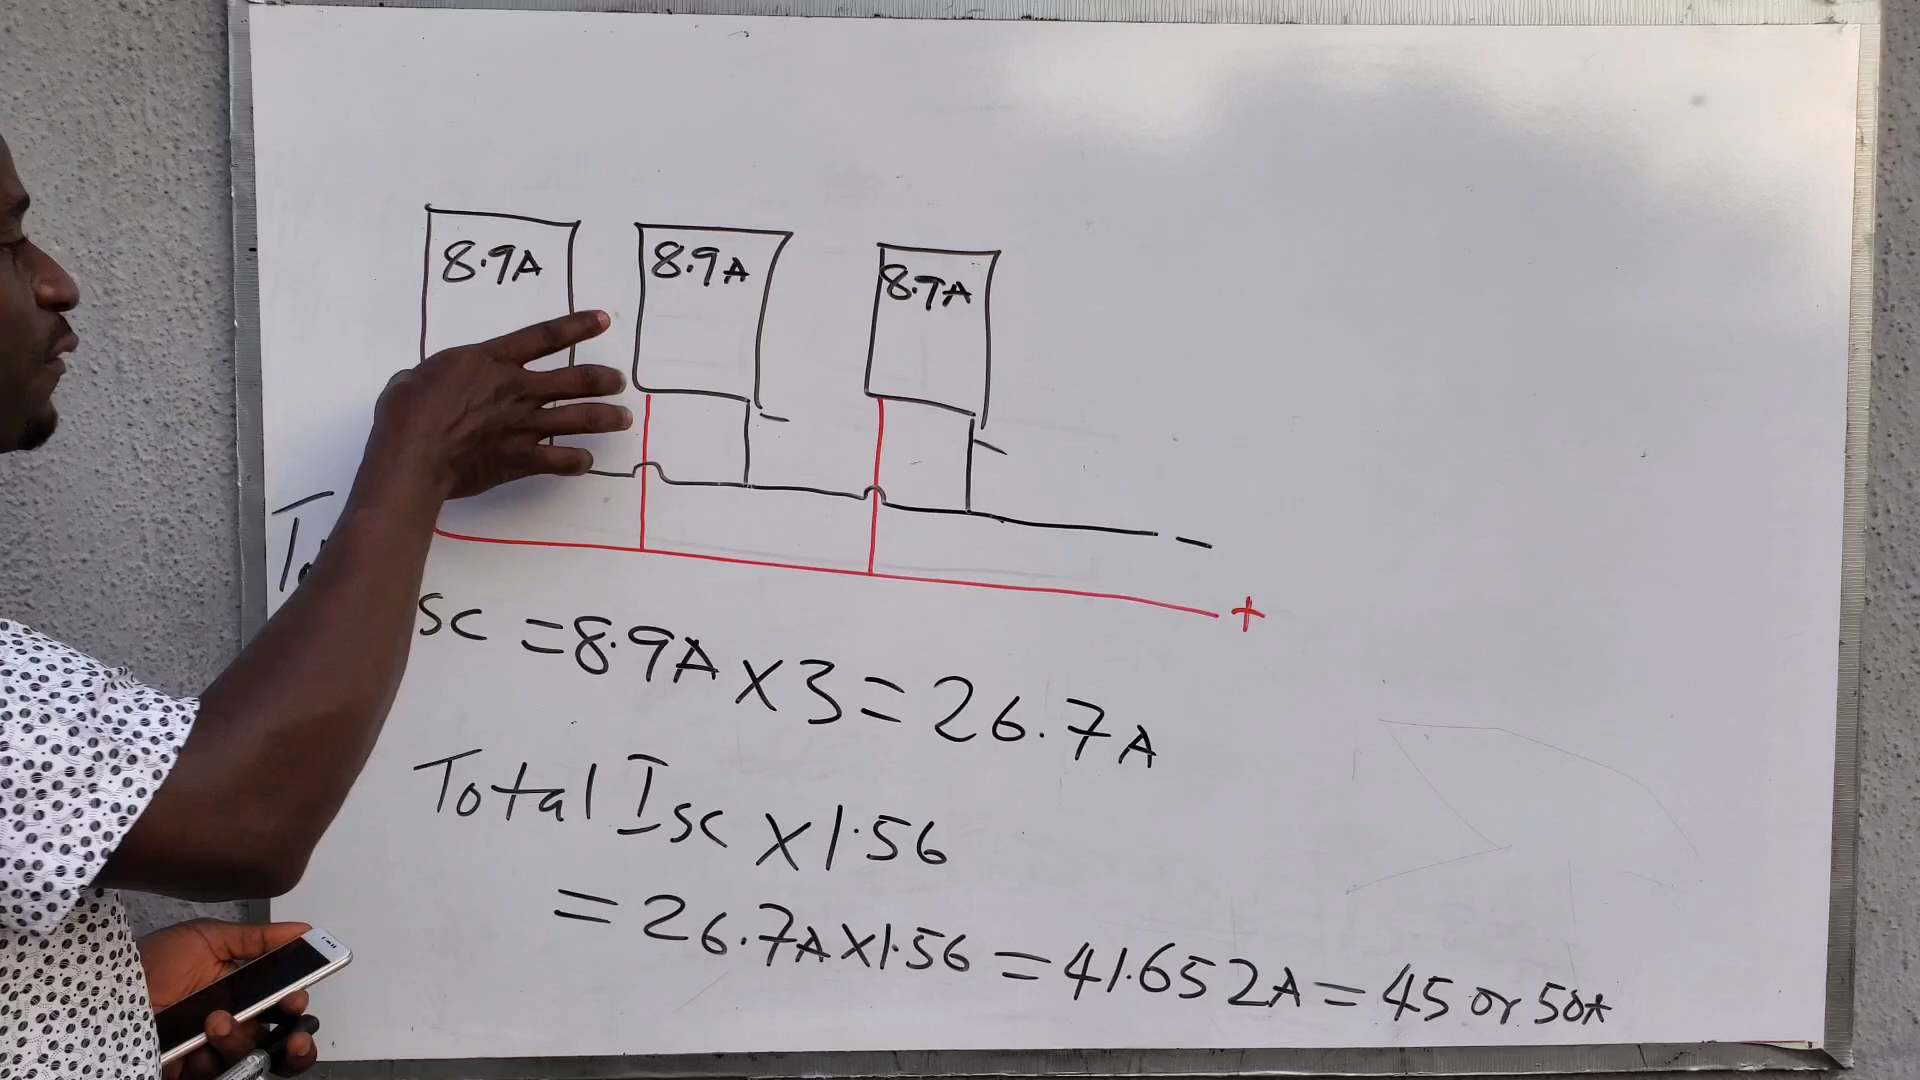 8.9A 8.9A 8.9A
-
-
-
+
sc = 8.9A X 3 = 26.7A
Total Isc X 1.56
= 26.7A X 1.56 = 41.652A = 45 or 50A